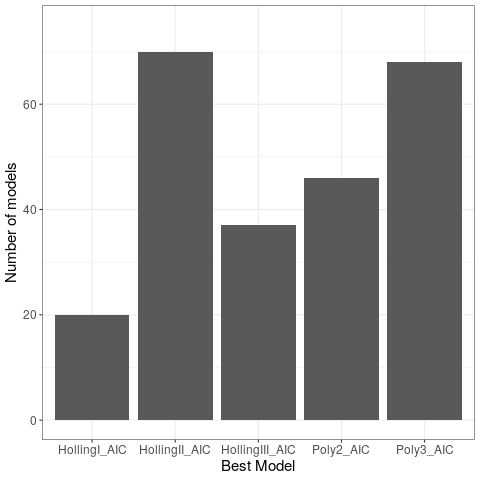 Number of models
60
40
20
0
HollingI_AIC HollingII_AIC HollingIII_AIC Poly2_AIC Poly3_AIC
Best Model